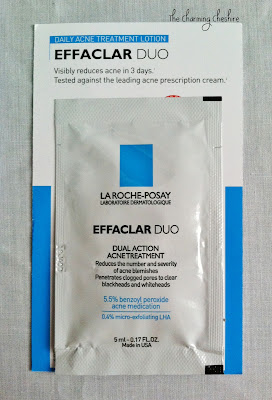 The Charming Cheshire
DAILY ACNE TREATMENT LOTION
EFFACLAR DUO
Visibly reduces acne in 3 days.
Tested against the leading acne prescription cream.
LA ROCHE-POSAY
LABORATOIRE DERMATOLOGIQUE
EFFACLAR DUO
DUAL ACTION
ACNE TREATMENT
Reduces the number and severity
of acne blemishes
Penetrates clogged pores to clear
blackheads and whiteheads
5.5% benzoyl peroxide
acne medication
0.4% micro-exfoliating LHA
5 ml - 0.17 FL.OZ.
Made in USA